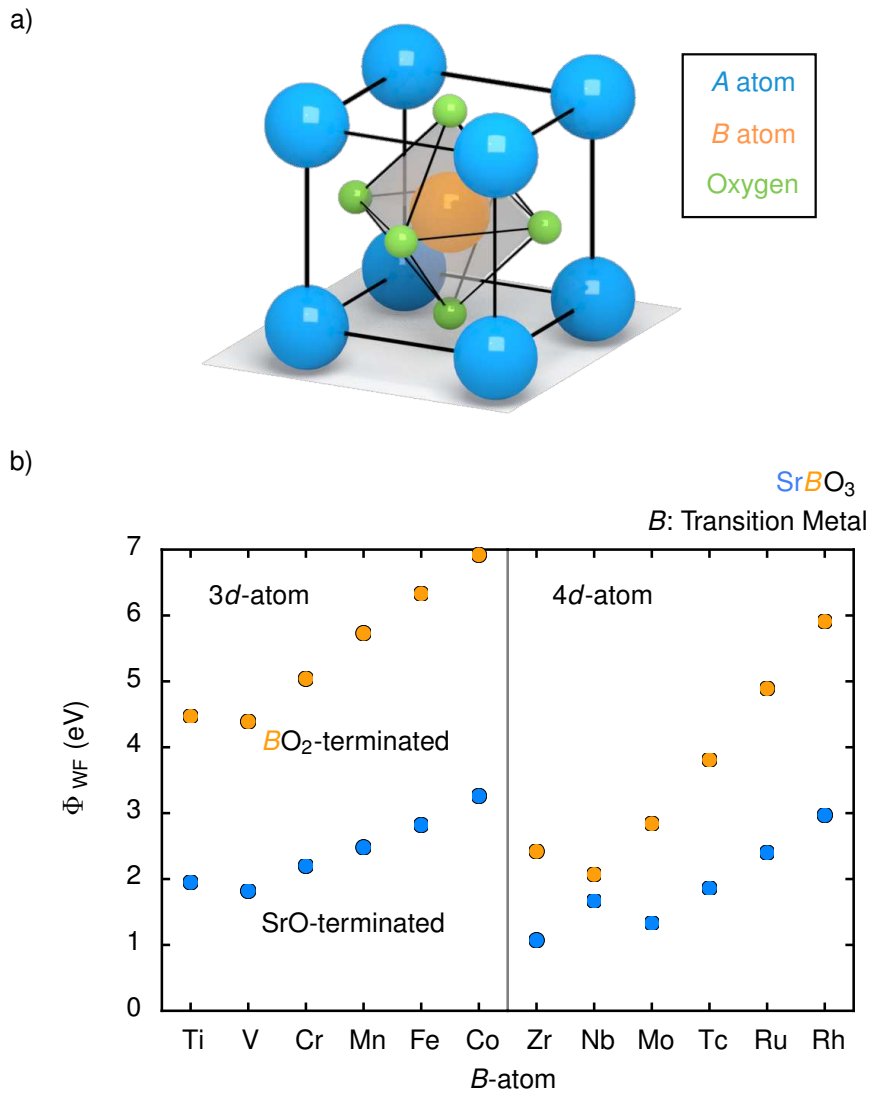 a)
A atom
B atom
Oxygen
b)
SrBO₃
B: Transition Metal
7
3d-atom
4d-atom
6
5
BO₂-terminated
4
Φ WF (eV)
3
2
SrO-terminated
1
0
Ti V Cr Mn Fe Co Zr Nb Mo Tc Ru Rh
B-atom